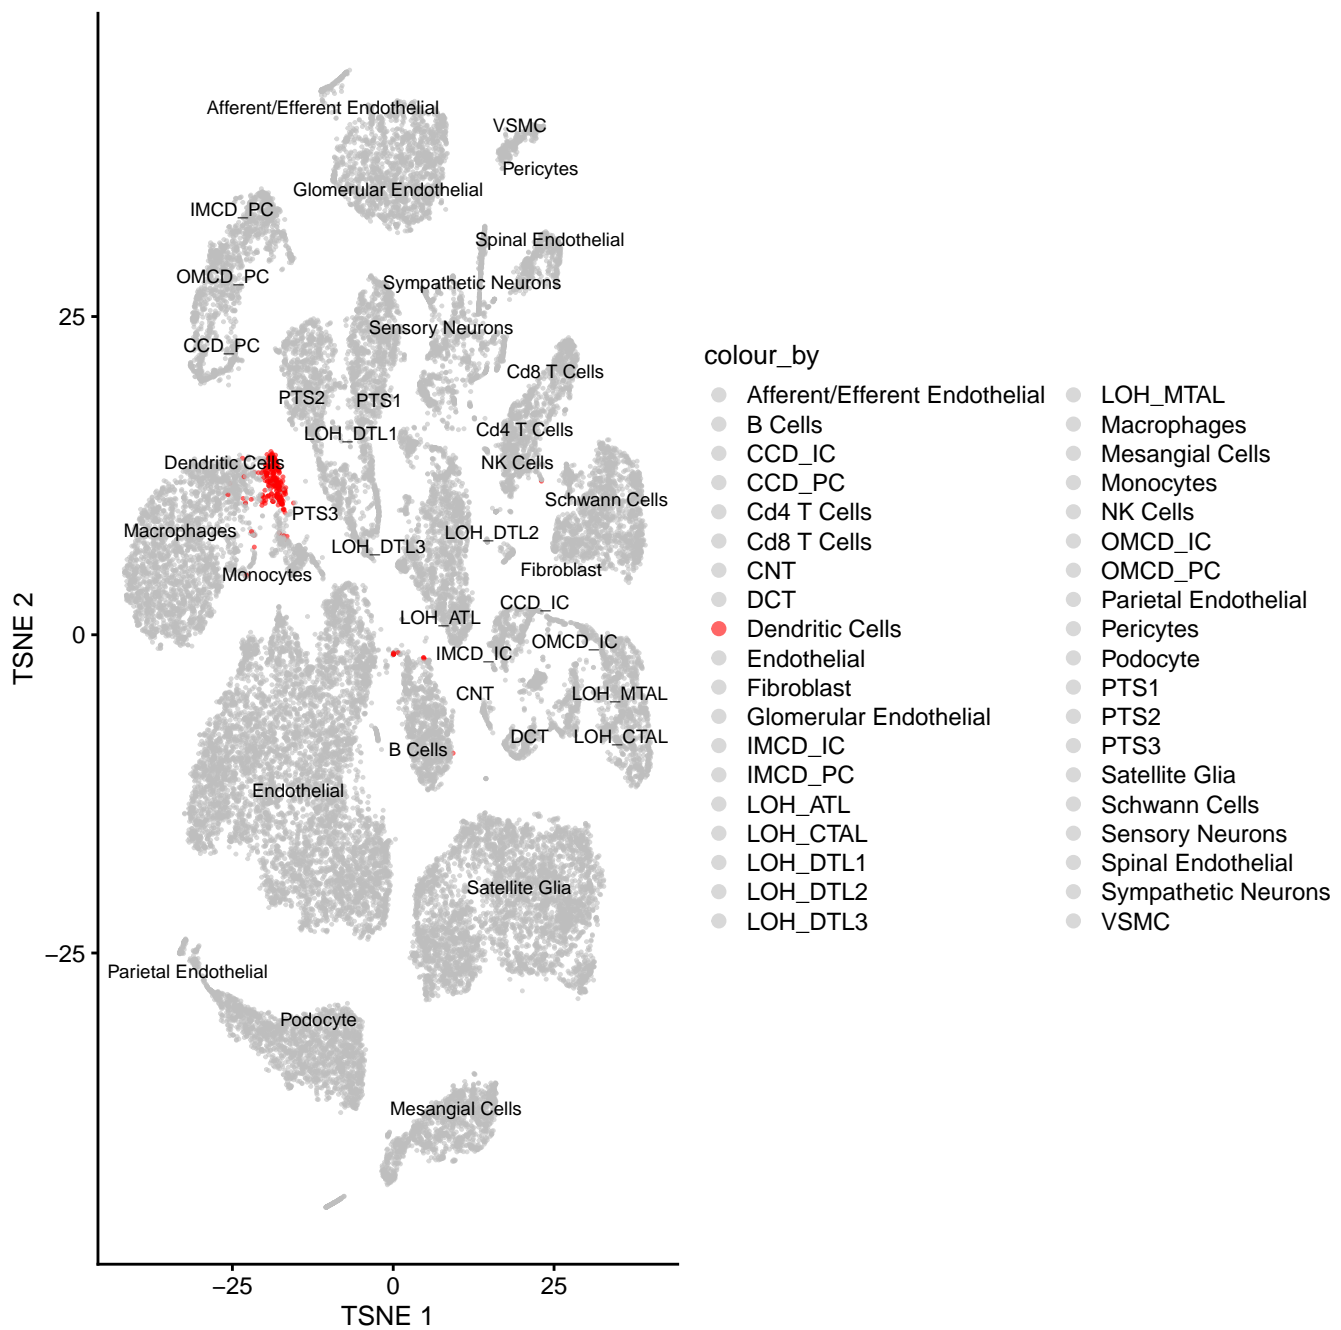 Afferent/Efferent Endothelial
VSMC
Pericytes
Glomerular Endothelial
IMCD_PC
Spinal Endothelial
OMCD_PC
Sympathetic Neurons
25
Sensory Neurons
CCD_PC
Cd8 T Cells
PTS2
PTS1
LOH_DTL1
Cd4 T Cells
Dendritic Cells
NK Cells
Schwann Cells
PTS3
Macrophages
LOH_DTL2
LOH_DTL3
Monocytes
Fibroblast
CCD_IC
LOH_ATL
0
OMCD_IC
IMCD_IC
CNT
LOH_MTAL
DCT
LOH_CTAL
B Cells
Endothelial
Satellite Glia
−25
Parietal Endothelial
Podocyte
Mesangial Cells
TSNE 2
−25
0
25
TSNE 1
colour_by
Afferent/Efferent Endothelial
B Cells
CCD_IC
CCD_PC
Cd4 T Cells
Cd8 T Cells
CNT
DCT
Dendritic Cells
Endothelial
Fibroblast
Glomerular Endothelial
IMCD_IC
IMCD_PC
LOH_ATL
LOH_CTAL
LOH_DTL1
LOH_DTL2
LOH_DTL3
LOH_MTAL
Macrophages
Mesangial Cells
Monocytes
NK Cells
OMCD_IC
OMCD_PC
Parietal Endothelial
Pericytes
Podocyte
PTS1
PTS2
PTS3
Satellite Glia
Schwann Cells
Sensory Neurons
Spinal Endothelial
Sympathetic Neurons
VSMC